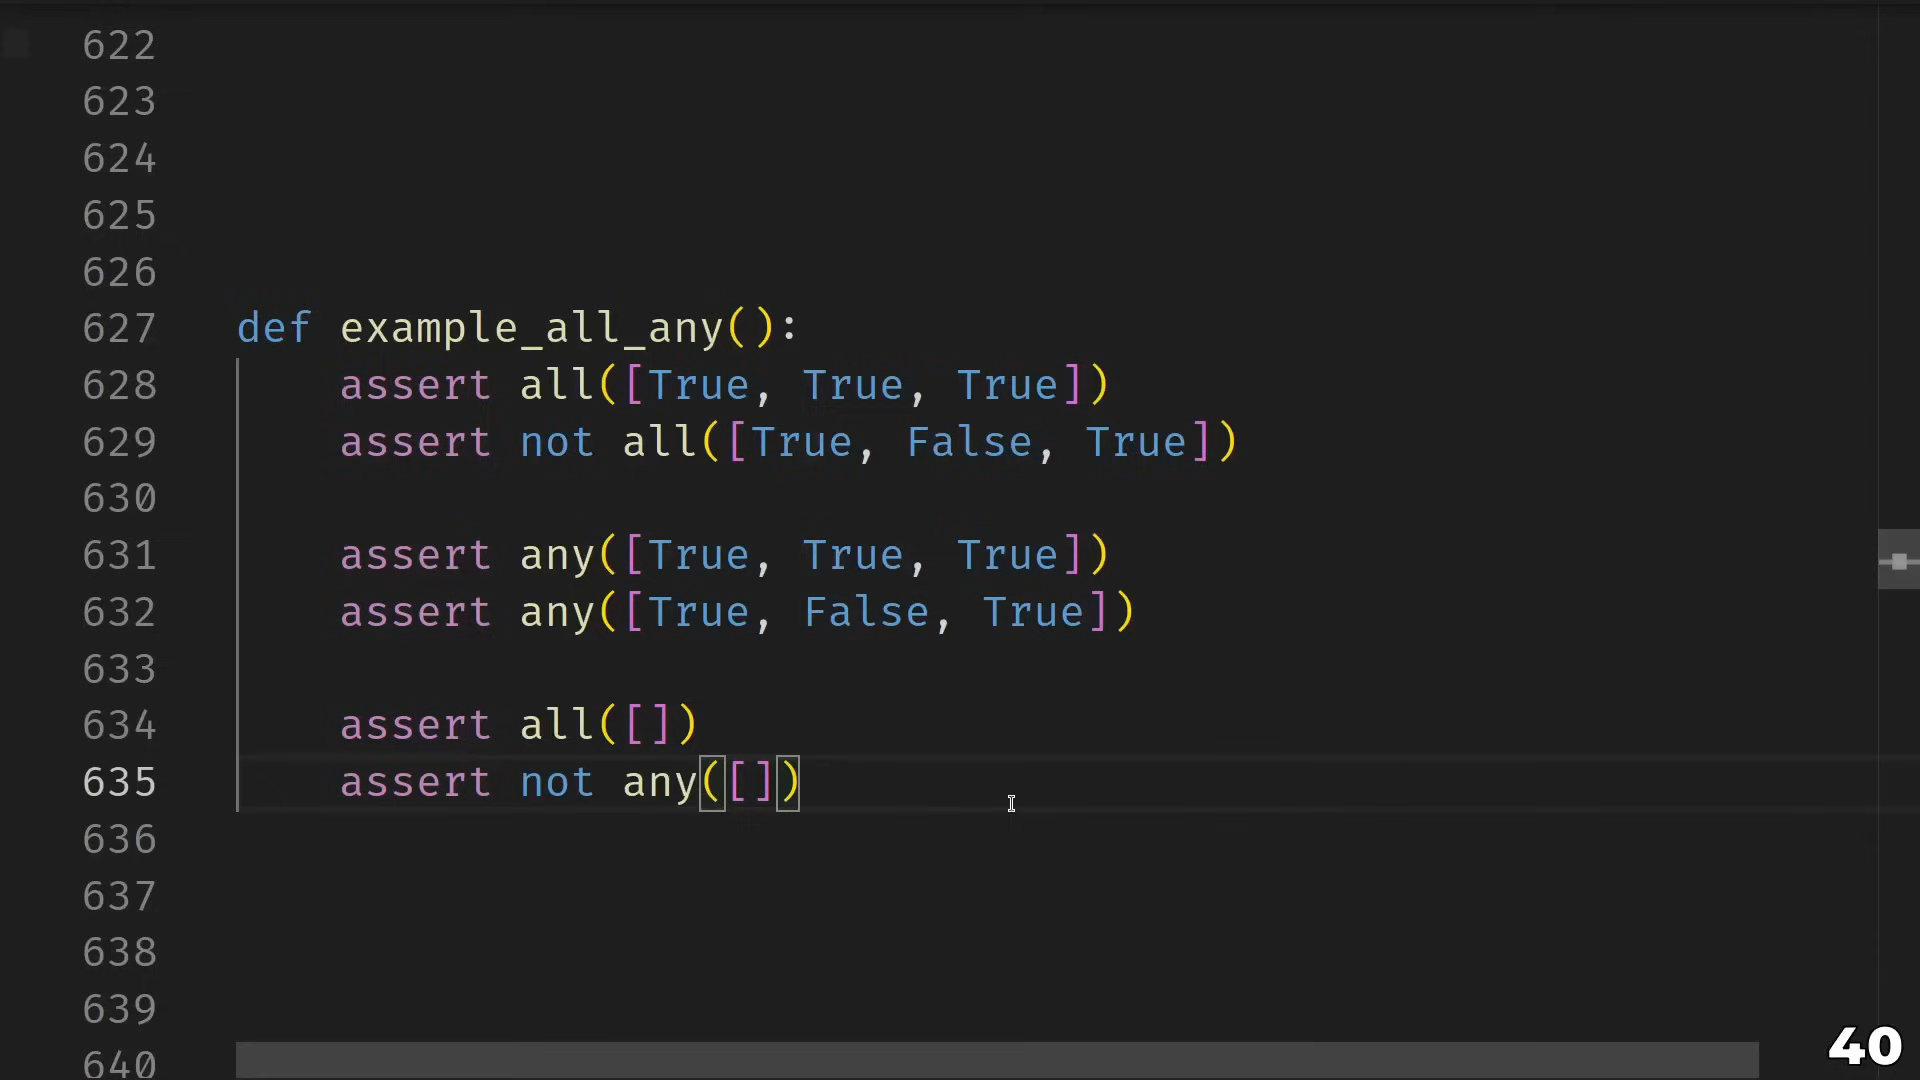 622
623
624
625
626
627 def example_all_any():
628     assert all([True, True, True])
629     assert not all([True, False, True])
630
631     assert any([True, True, True])
632     assert any([True, False, True])
633
634     assert all([])
635     assert not any([])
636
637
638
639
640
40